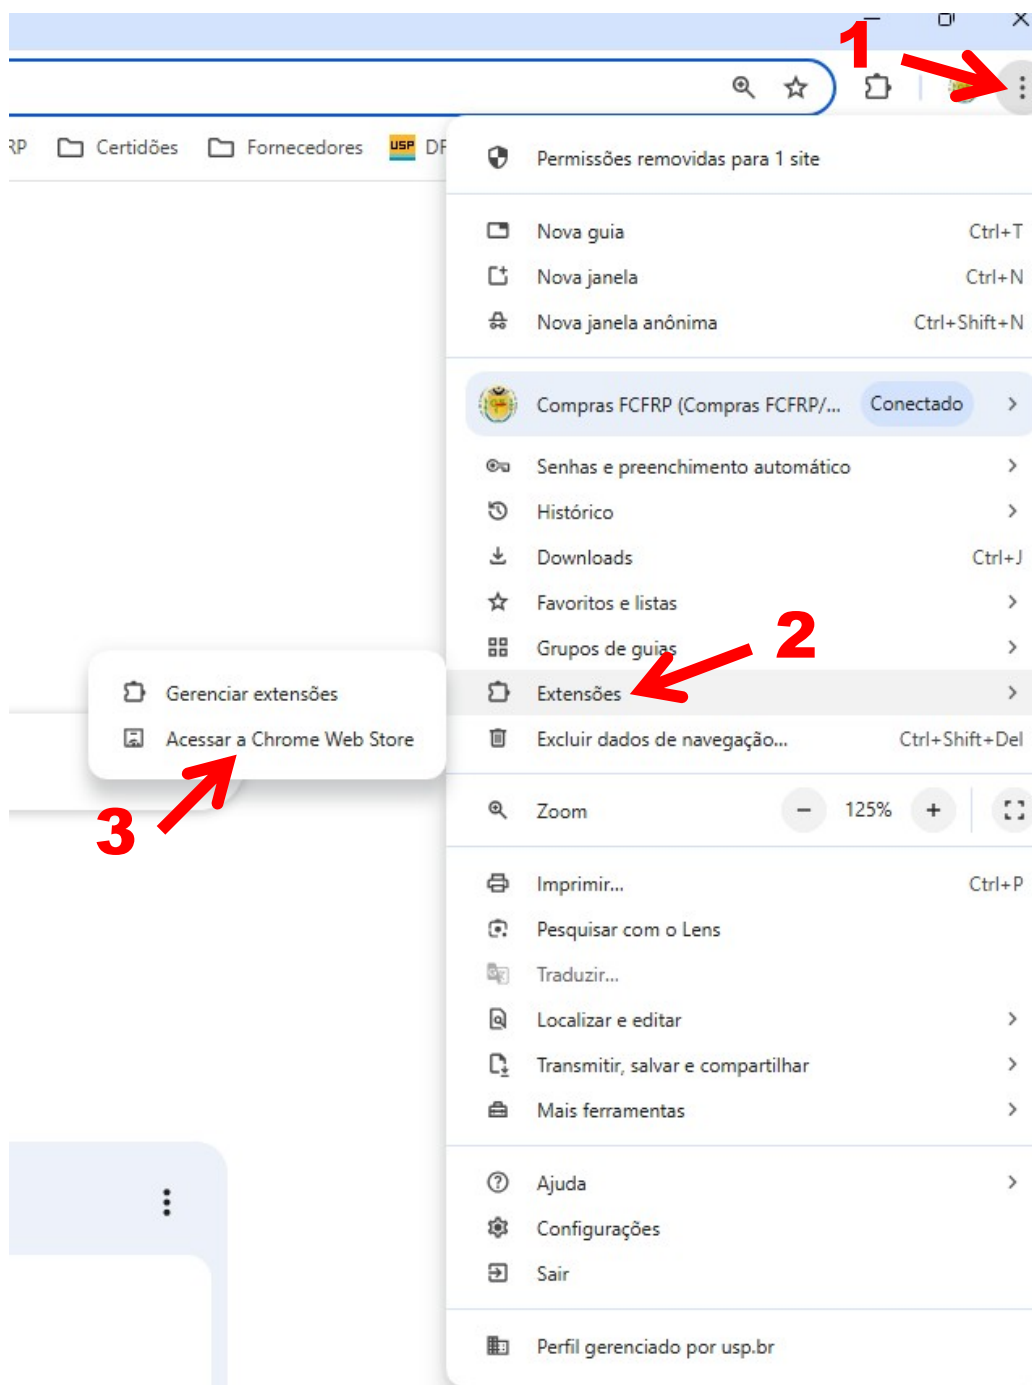 1
RP Certidões Fornecedores USP DF
Permissões removidas para 1 site
Nova guia Ctrl+T
Nova janela Ctrl+N
Nova janela anônima Ctrl+Shift+N
Compras FCFRP (Compras FCFRP/... Conectado
Senhas e preenchimento automático
Histórico
Downloads Ctrl+J
Favoritos e listas
2
Grupos de guias
Gerenciar extensões
Extensões
Acessar a Chrome Web Store
Excluir dados de navegação... Ctrl+Shift+Del
3
Zoom − 125% +
Imprimir... Ctrl+P
Pesquisar com o Lens
Traduzir...
Localizar e editar
Transmitir, salvar e compartilhar
Mais ferramentas
Ajuda
Configurações
Sair
Perfil gerenciado por usp.br